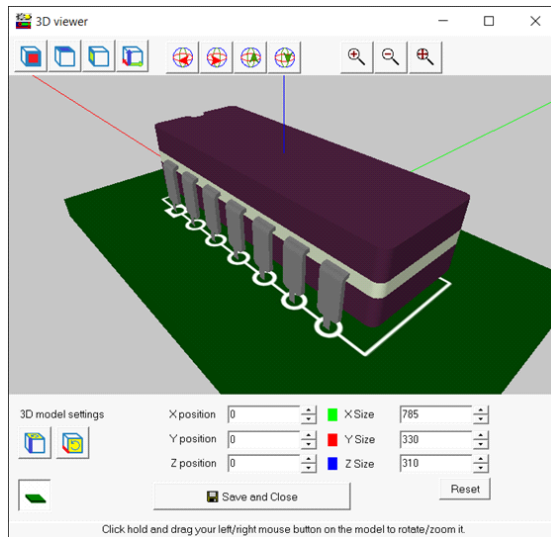 3D viewer
3D model settings
X position 0 X Size 785
Y position 0 Y Size 330
Z position 0 Z Size 310
Save and Close
Reset
Click hold and drag your left/right mouse button on the model to rotate/zoom it.